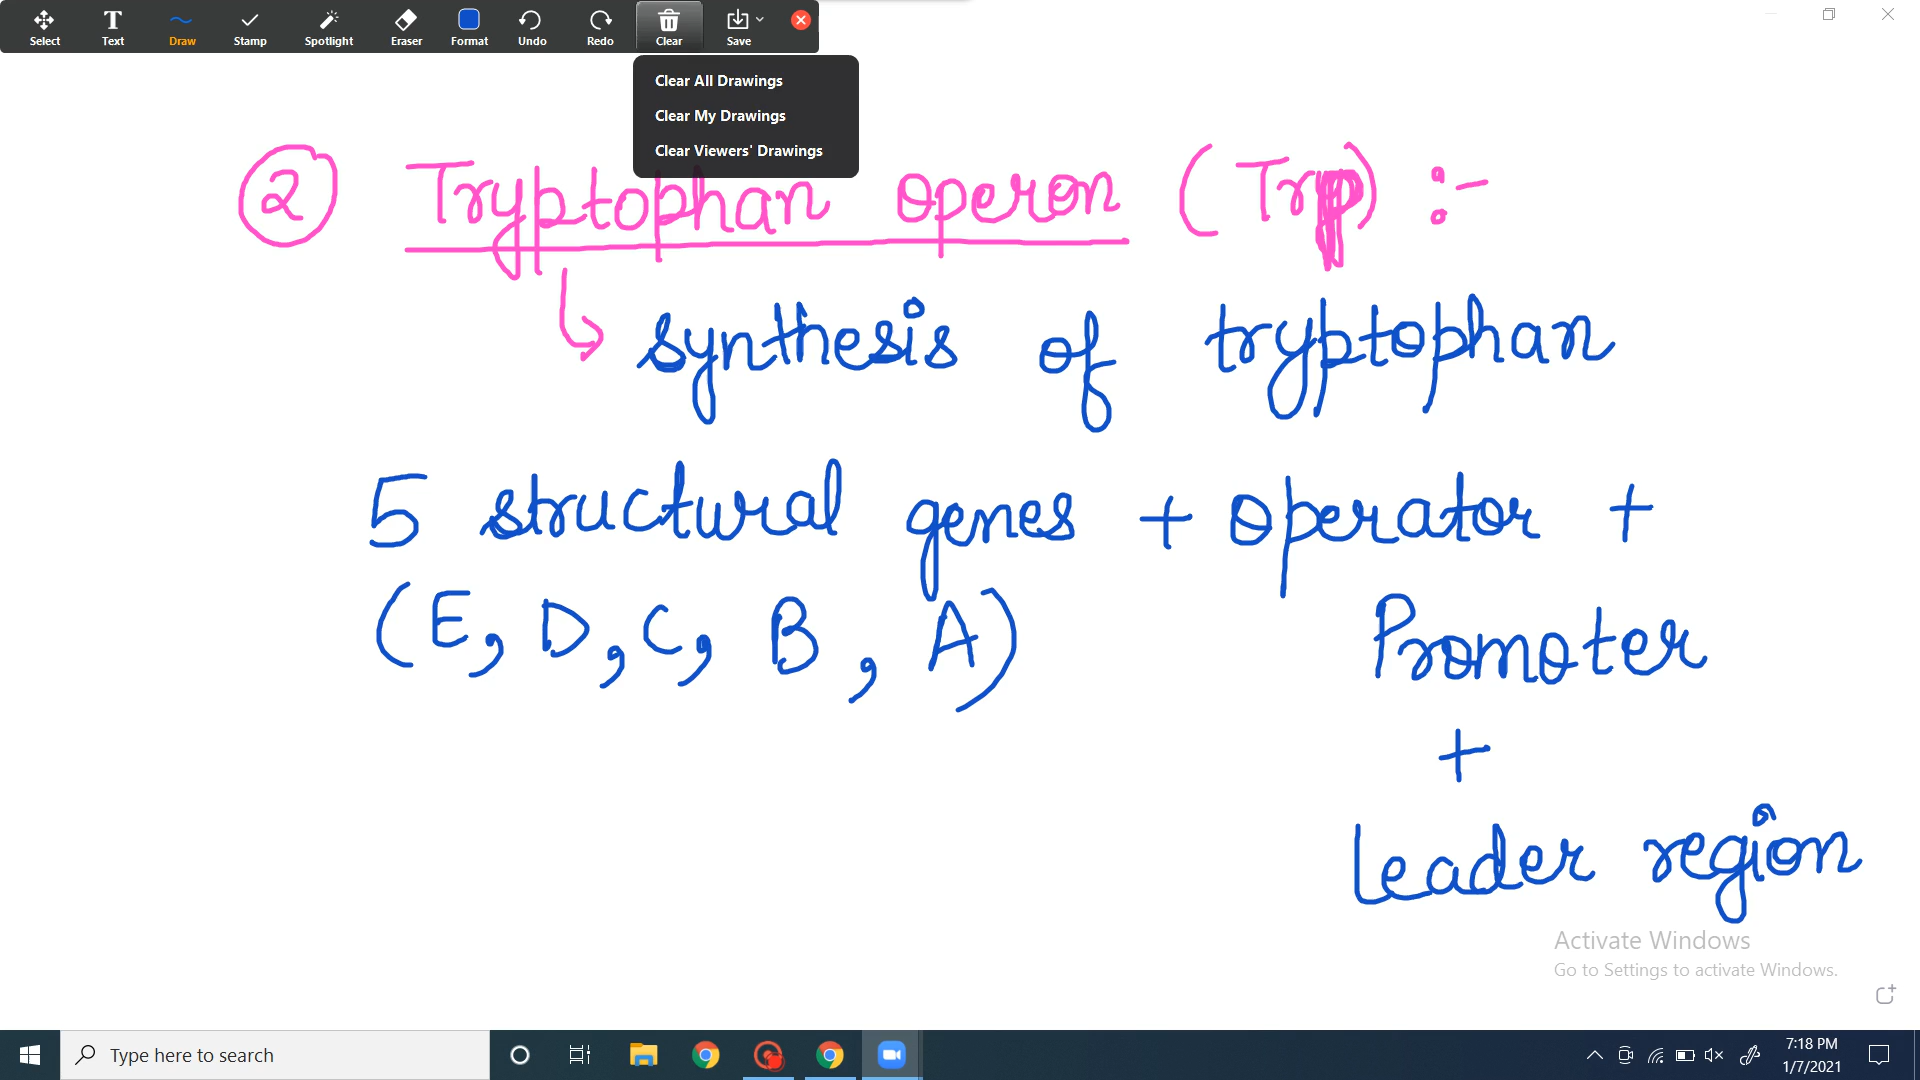 Select Text Draw Stamp Spotlight Eraser Format Undo Redo Clear Save
Clear All Drawings
Clear My Drawings
Clear Viewers' Drawings
2 Tryptophan operon (Trp) :-
synthesis of tryptophan
5 structural genes + operator +
(E, D, C, B, A) Promoter
+
leader region
Activate Windows
Go to Settings to activate Windows.
Type here to search
7:18 PM
1/7/2021